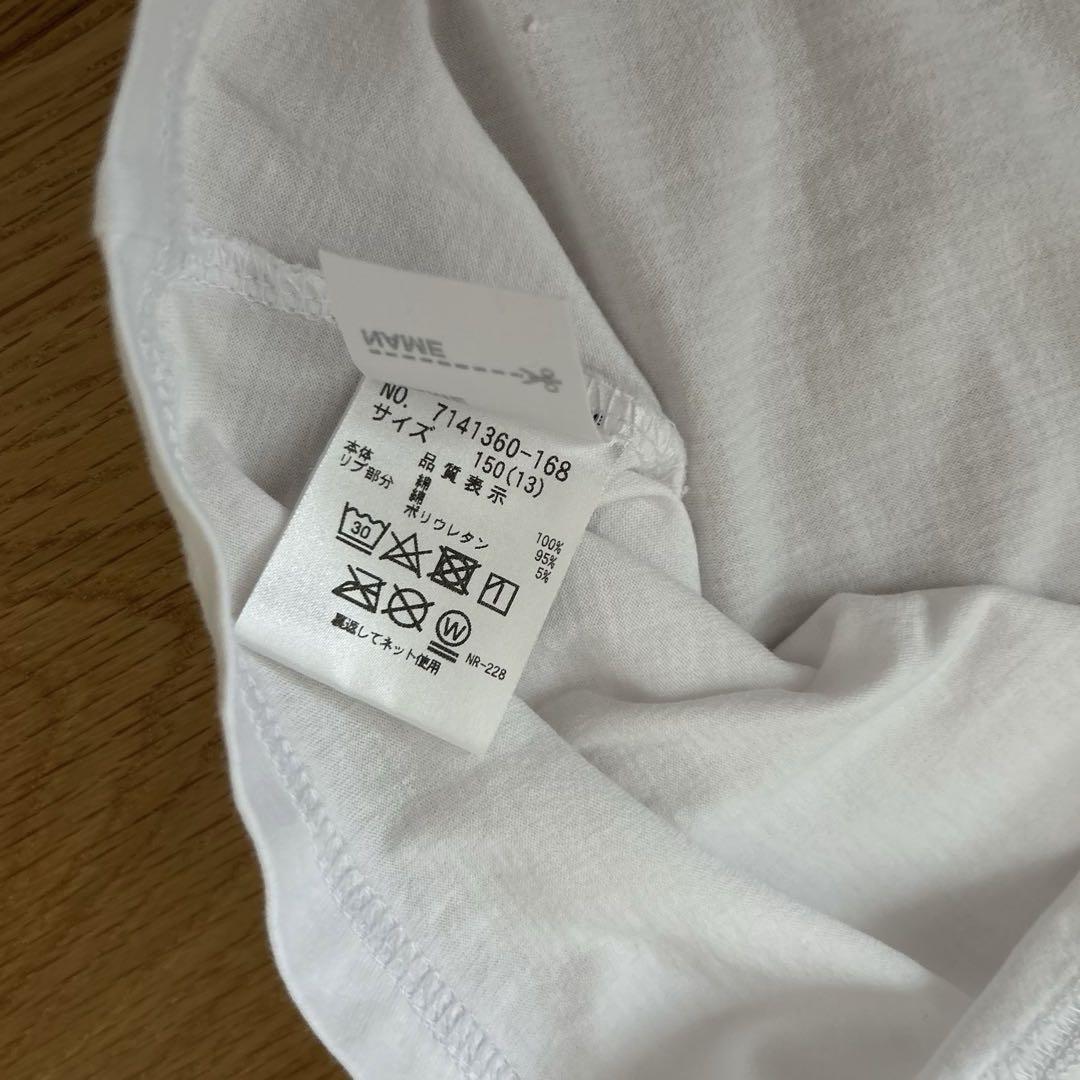 NAME
NO. 7141360-168
サイズ 150(13)
品質表示
本体 綿 100%
リブ部分 綿 95%
ポリウレタン 5%
30
W
裏返してネット使用
NR-228